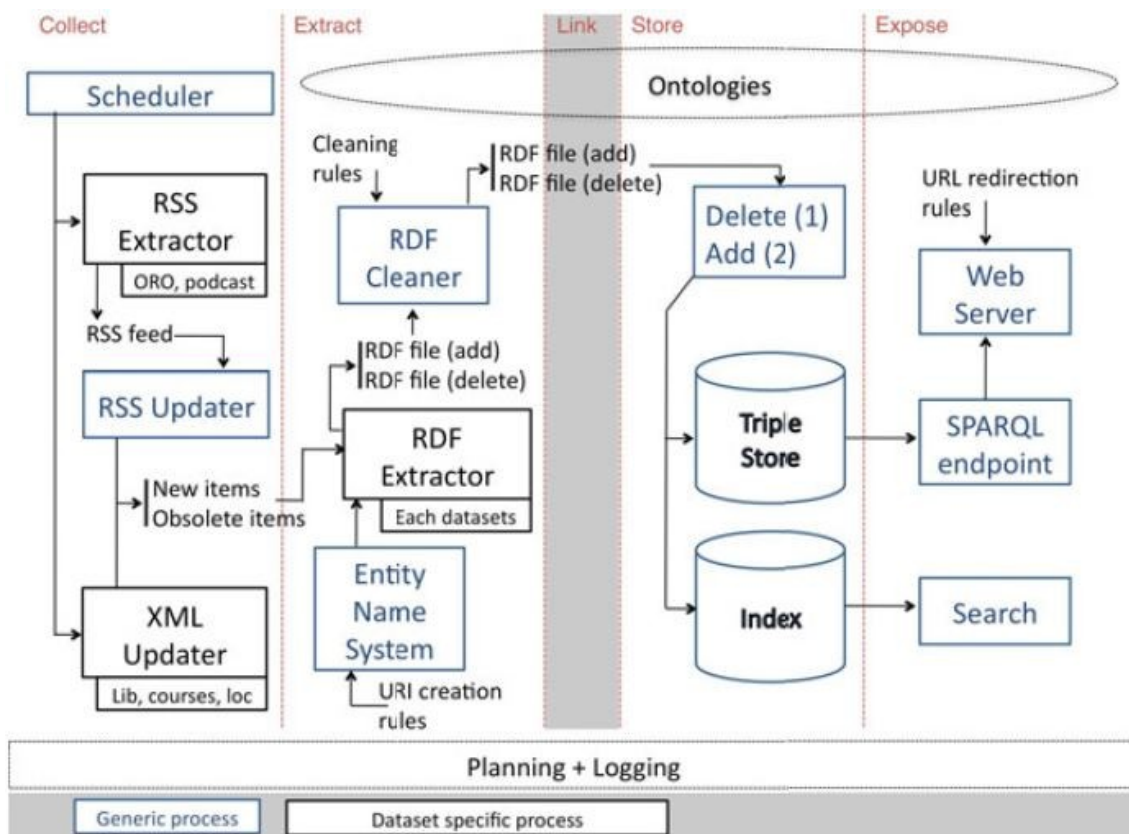 Collect
Extract
Link
Store
Expose
Ontologies
Scheduler
RSS
Extractor
ORO, podcast
RSS feed
RSS Updater
New items
Obsolete items
XML
Updater
Lib, courses, loc
Cleaning
rules
RDF
Cleaner
RDF file (add)
RDF file (delete)
RDF file (add)
RDF file (delete)
RDF
Extractor
Each datasets
Entity
Name
System
URI creation
rules
Delete (1)
Add (2)
Triple
Store
Index
URL redirection
rules
Web
Server
SPARQL
endpoint
Search
Planning + Logging
Generic process
Dataset specific process